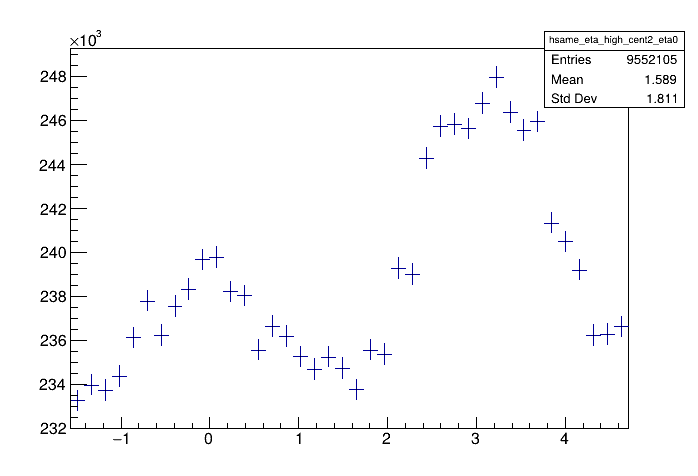 ×10³
hsame_eta_high_cent2_eta0
Entries 9552105
Mean 1.589
Std Dev 1.811
248
246
244
242
240
238
236
234
232
−1 0 1 2 3 4